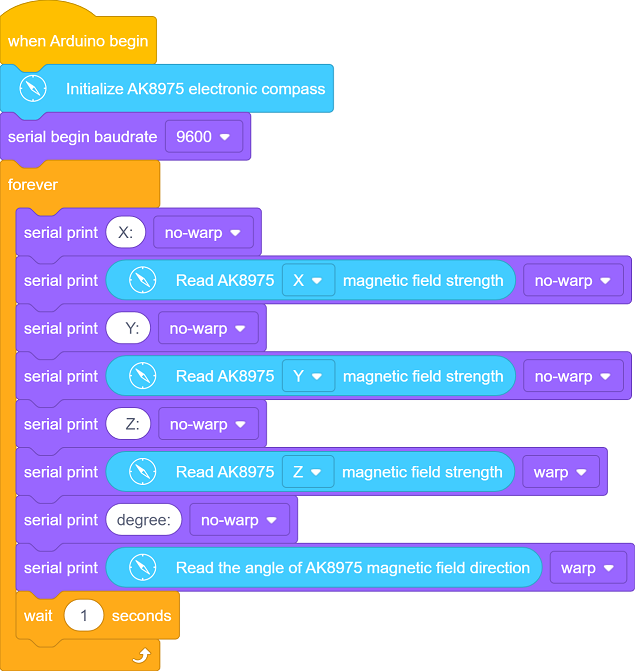 when Arduino begin
Initialize AK8975 electronic compass
serial begin baudrate 9600
forever
serial print X: no-warp
serial print Read AK8975 X magnetic field strength no-warp
serial print Y: no-warp
serial print Read AK8975 Y magnetic field strength no-warp
serial print Z: no-warp
serial print Read AK8975 Z magnetic field strength warp
serial print degree: no-warp
serial print Read the angle of AK8975 magnetic field direction warp
wait 1 seconds